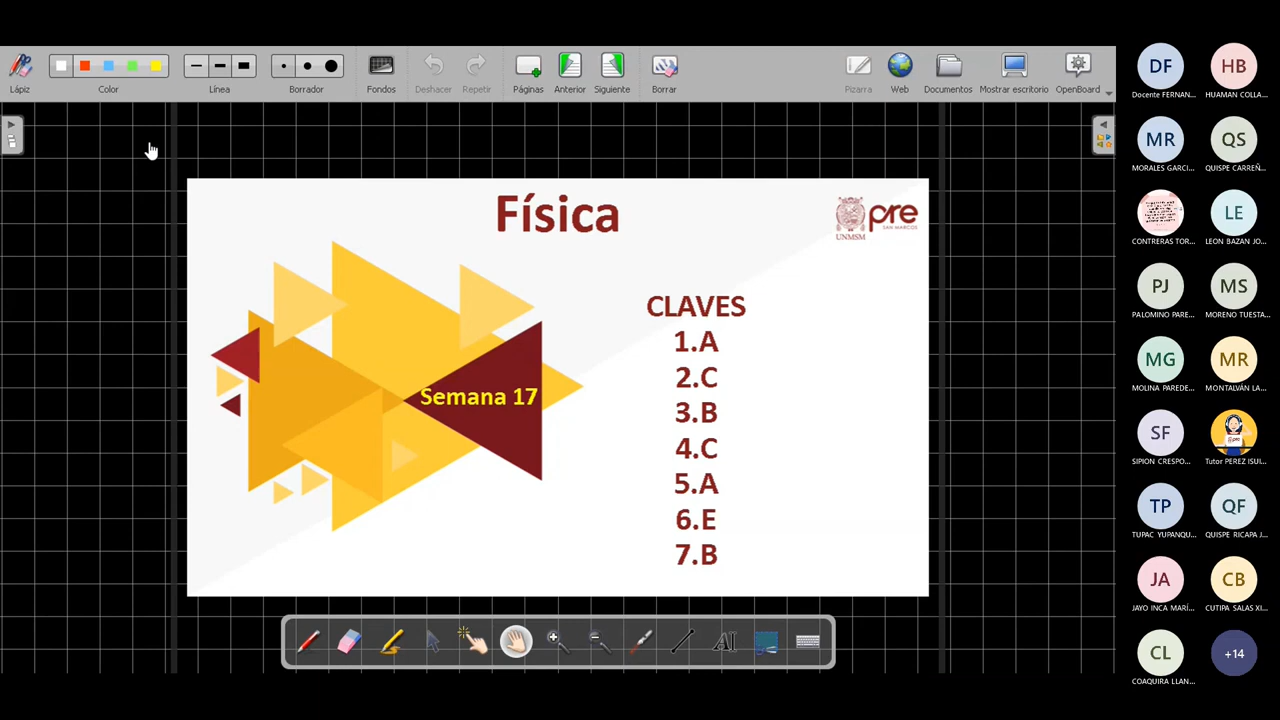 Lápiz
Color
Línea
Borrador
Fondos
Deshacer
Repetir
Páginas
Anterior
Siguiente
Borrar
Pizarra
Web
Documentos
Mostrar escritorio
OpenBoard
Física
UNMSM
pre
SAN MARCOS
Semana 17
CLAVES
1.A
2.C
3.B
4.C
5.A
6.E
7.B
AI
DF
Docente FERNAN...
HB
HUAMAN COLLA...
MR
MORALES GARCI...
QS
QUISPE CARREÑ...
CONTRERAS TOR...
LE
LEON BAZAN JO...
PJ
PALOMINO PARE...
MS
MORENO TUESTA...
MG
MOLINA PAREDE...
MR
MONTALVÁN LA...
SF
SIPION CRESPO...
Tutor PEREZ ISUI...
TP
TUPAC YUPANQU...
QF
QUISPE RICAPA J...
JA
JAYO INCA MARÍ...
CB
CUTIPA SALAS XI...
CL
COAQUIRA LLAN...
+14